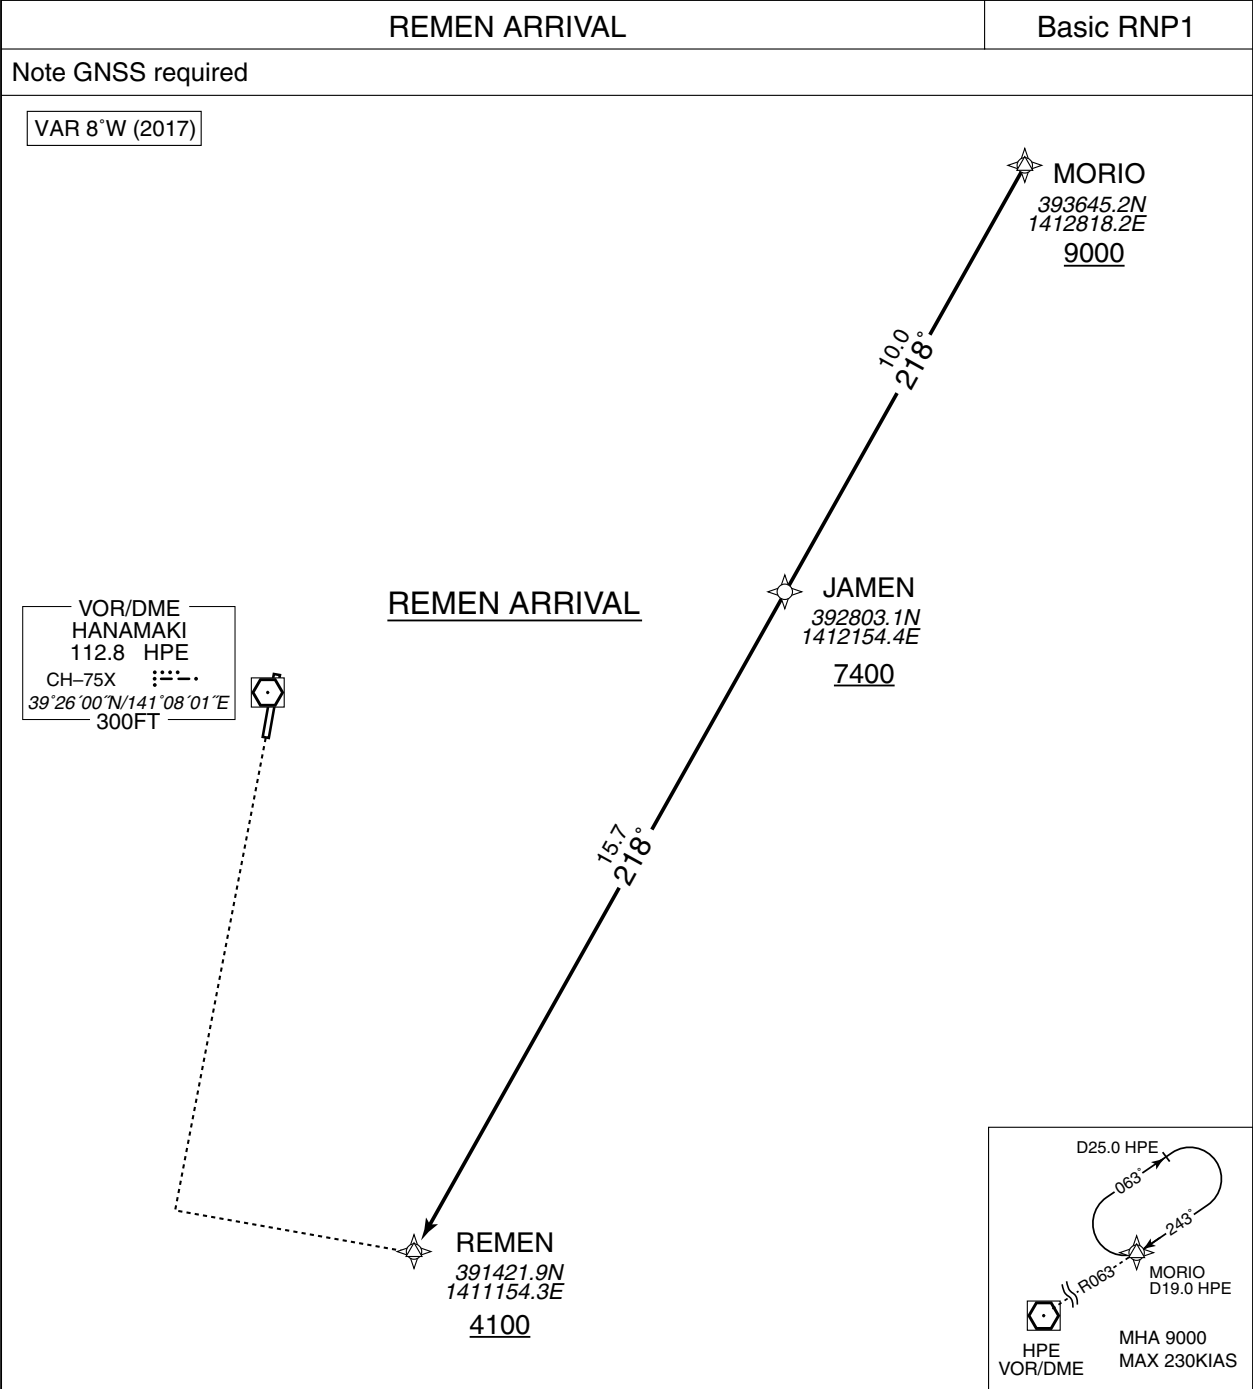 REMEN ARRIVAL
Basic RNP1
Note GNSS required
VAR 8°W (2017)
MORIO
393645.2N
1412818.2E
9000
10.0
218°
JAMEN
392803.1N
1412154.4E
7400
REMEN ARRIVAL
VOR/DME
HANAMAKI
112.8 HPE
CH–75X
39°26´00˝N/141°08´01˝E
300FT
15.7
218°
REMEN
391421.9N
1411154.3E
4100
D25.0 HPE
063°
243°
R063
MORIO
D19.0 HPE
HPE
VOR/DME
MHA 9000
MAX 230KIAS